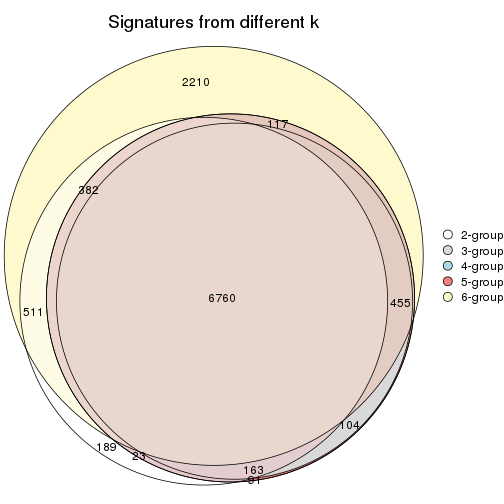 Signatures from different k
2210
117
382
6760
455
511
104
189
23
163
91
2-group
3-group
4-group
5-group
6-group